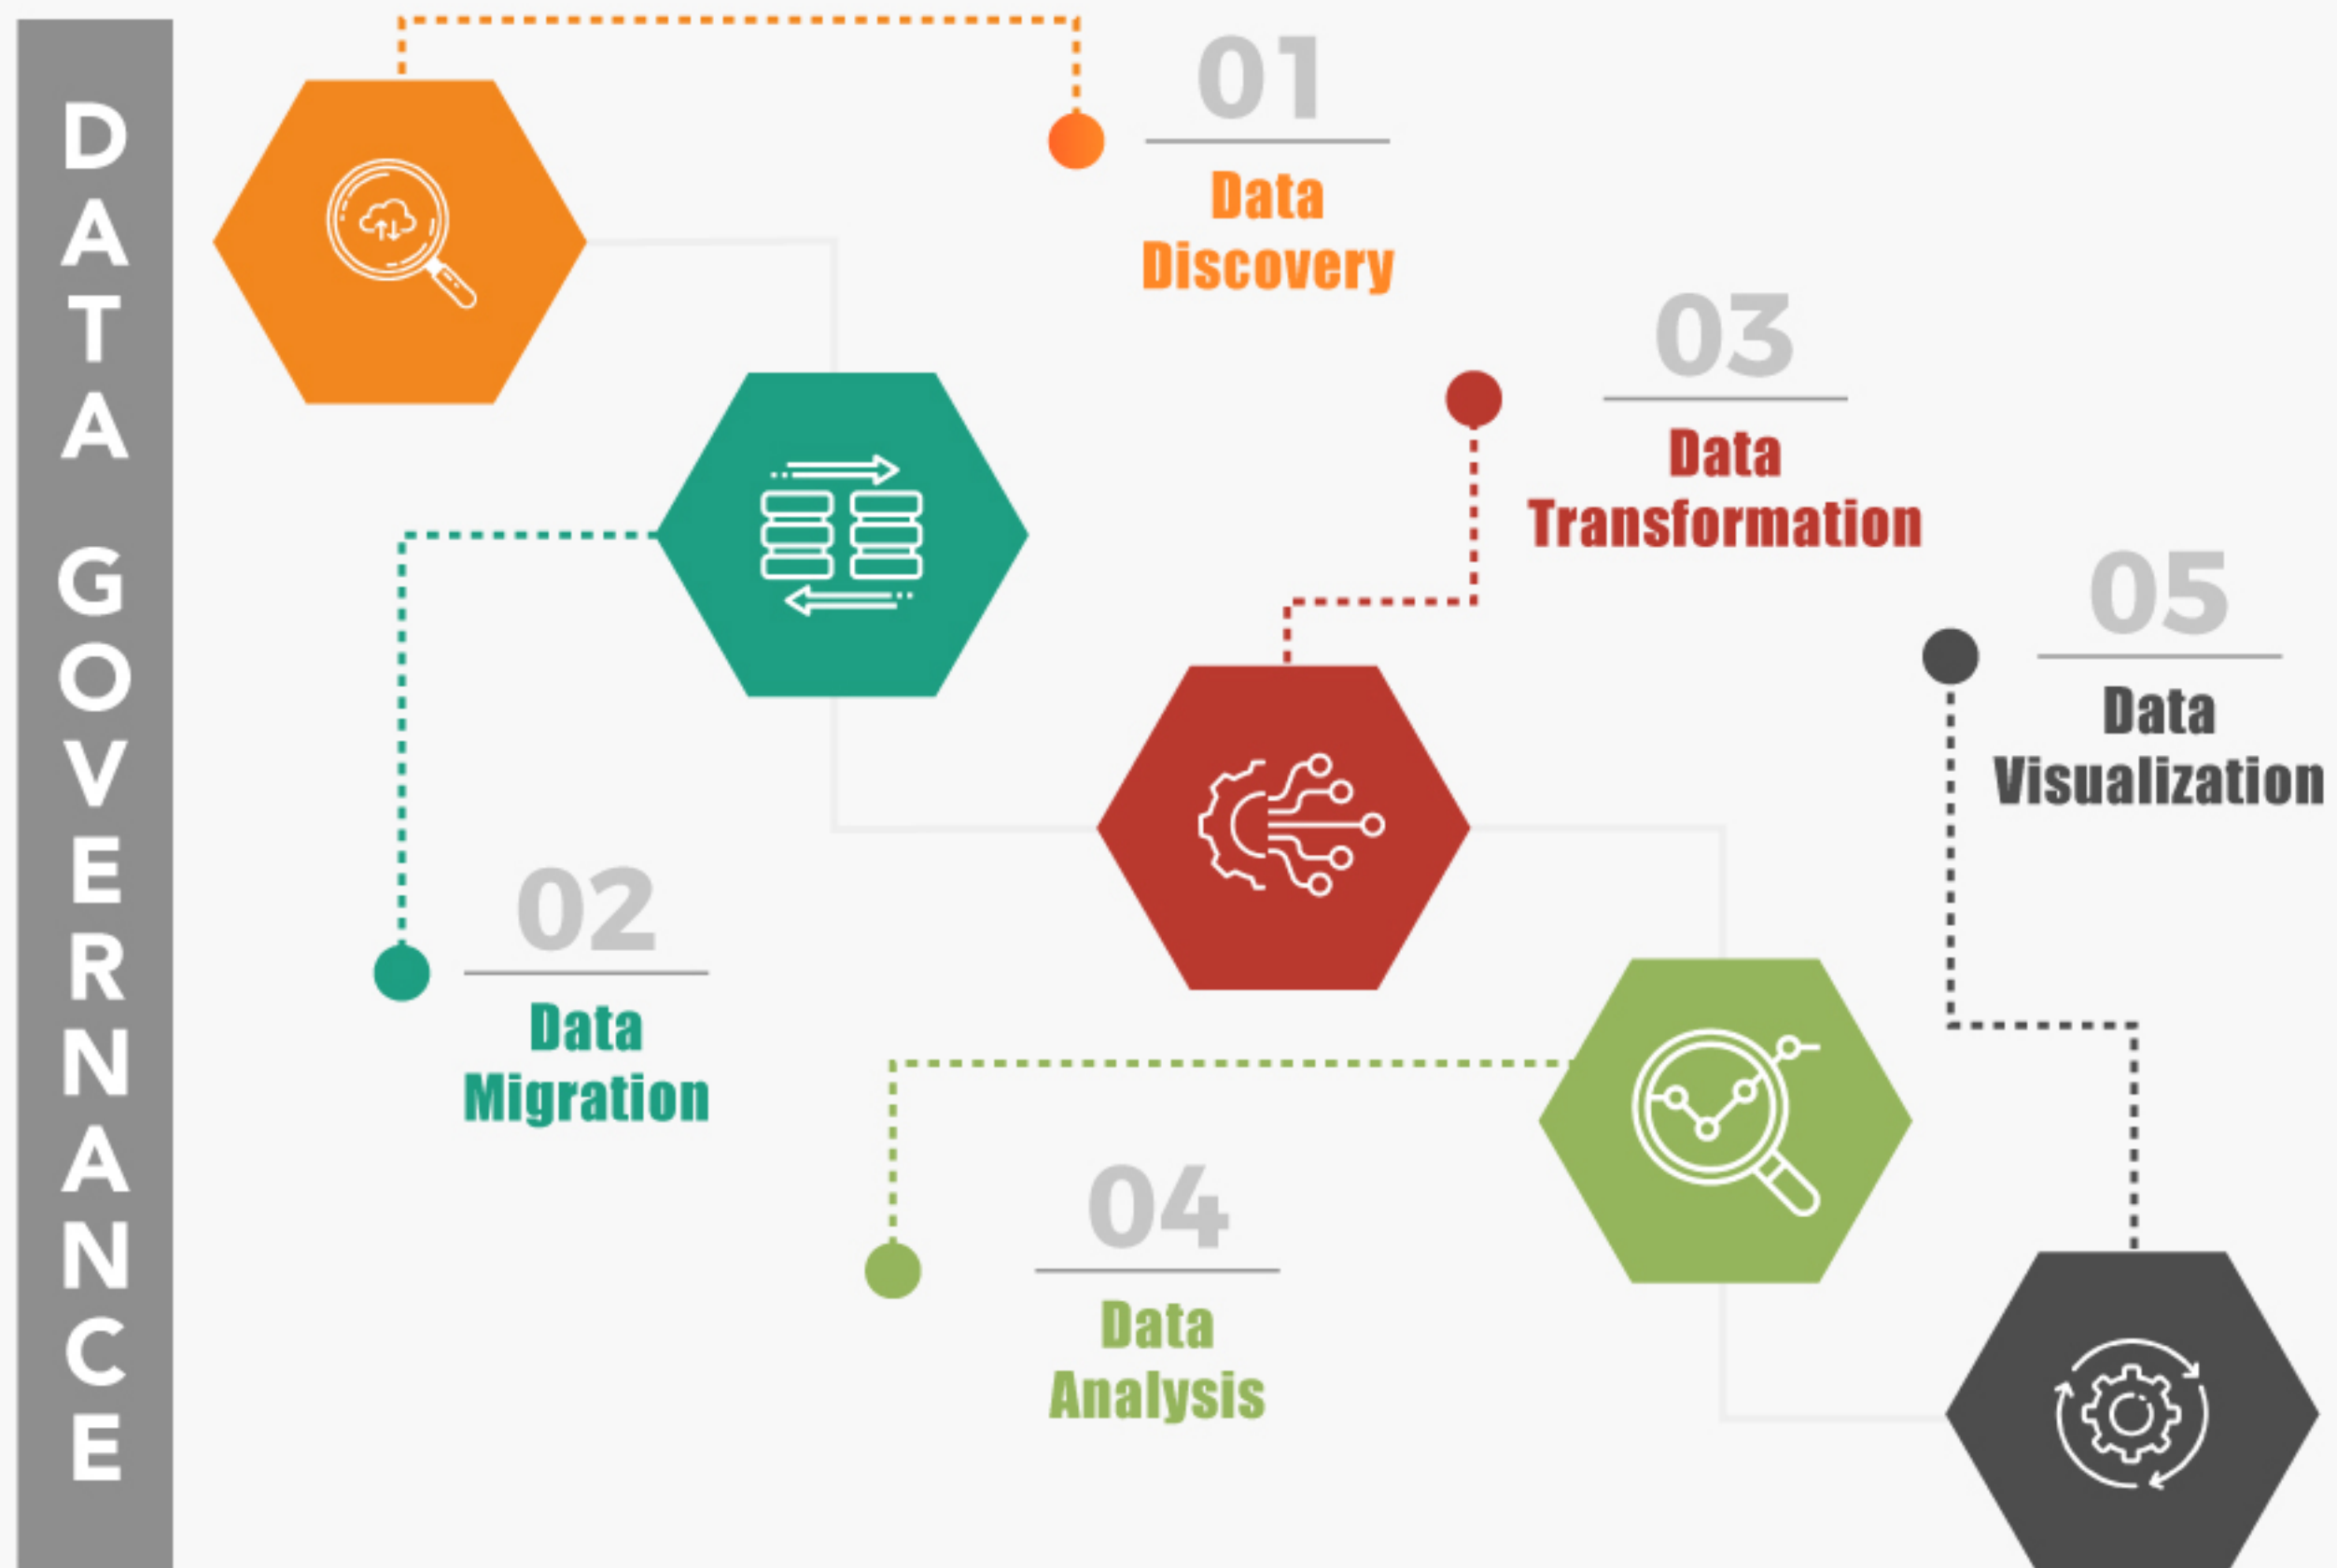 DATA GOVERNANCE
01
Data
Discovery
02
Data
Migration
03
Data
Transformation
04
Data
Analysis
05
Data
Visualization